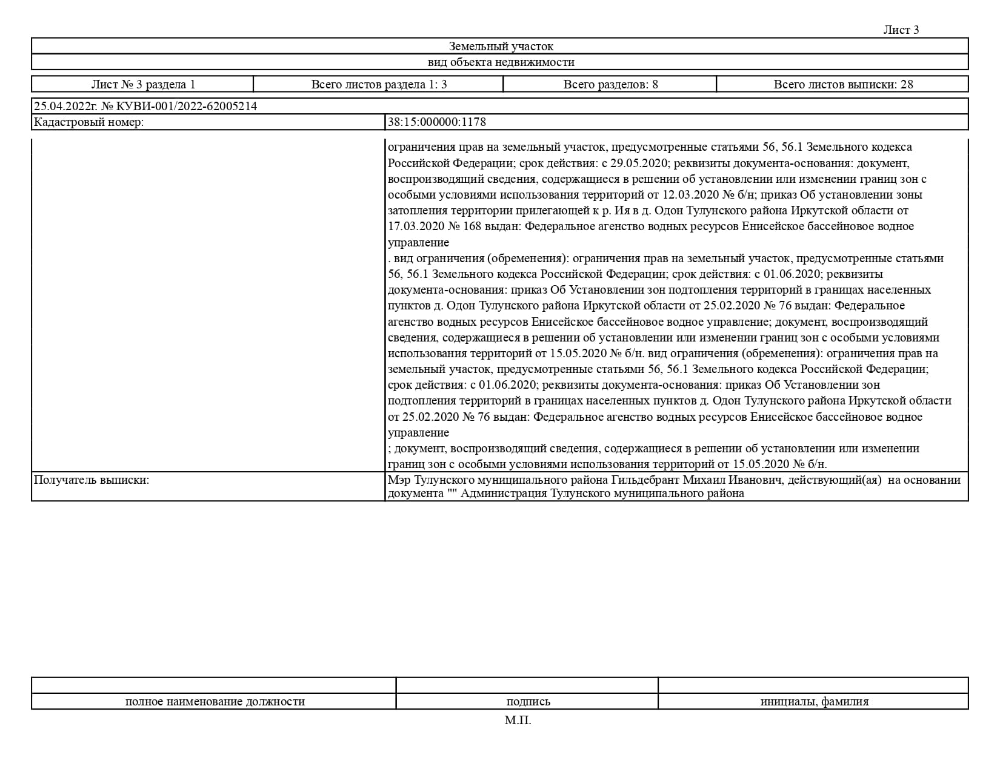 Лист 3
Земельный участок
вид объекта недвижимости
Лист № 3 раздела 1 Всего листов раздела 1: 3 Всего разделов: 8 Всего листов выписки: 28
25.04.2022г. № КУВИ-001/2022-62005214
Кадастровый номер: 38:15:000000:1178
ограничения прав на земельный участок, предусмотренные статьями 56, 56.1 Земельного кодекса
Российской Федерации; срок действия: с 29.05.2020; реквизиты документа-основания: документ,
воспроизводящий сведения, содержащиеся в решении об установлении или изменении границ зон с
особыми условиями использования территорий от 12.03.2020 № б/н; приказ Об установлении зоны
затопления территории прилегающей к р. Ия в д. Одон Тулунского района Иркутской области от
17.03.2020 № 168 выдан: Федеральное агенство водных ресурсов Енисейское бассейновое водное
управление
. вид ограничения (обременения): ограничения прав на земельный участок, предусмотренные статьями
56, 56.1 Земельного кодекса Российской Федерации; срок действия: с 01.06.2020; реквизиты
документа-основания: приказ Об Установлении зон подтопления территорий в границах населенных
пунктов д. Одон Тулунского района Иркутской области от 25.02.2020 № 76 выдан: Федеральное
агенство водных ресурсов Енисейское бассейновое водное управление; документ, воспроизводящий
сведения, содержащиеся в решении об установлении или изменении границ зон с особыми условиями
использования территорий от 15.05.2020 № б/н. вид ограничения (обременения): ограничения прав на
земельный участок, предусмотренные статьями 56, 56.1 Земельного кодекса Российской Федерации;
срок действия: с 01.06.2020; реквизиты документа-основания: приказ Об Установлении зон
подтопления территорий в границах населенных пунктов д. Одон Тулунского района Иркутской области
от 25.02.2020 № 76 выдан: Федеральное агенство водных ресурсов Енисейское бассейновое водное
управление
; документ, воспроизводящий сведения, содержащиеся в решении об установлении или изменении
границ зон с особыми условиями использования территорий от 15.05.2020 № б/н.
Получатель выписки: Мэр Тулунского муниципального района Гильдебрант Михаил Иванович, действующий(ая) на основании
документа "" Администрация Тулунского муниципального района
полное наименование должности подпись инициалы, фамилия
М.П.